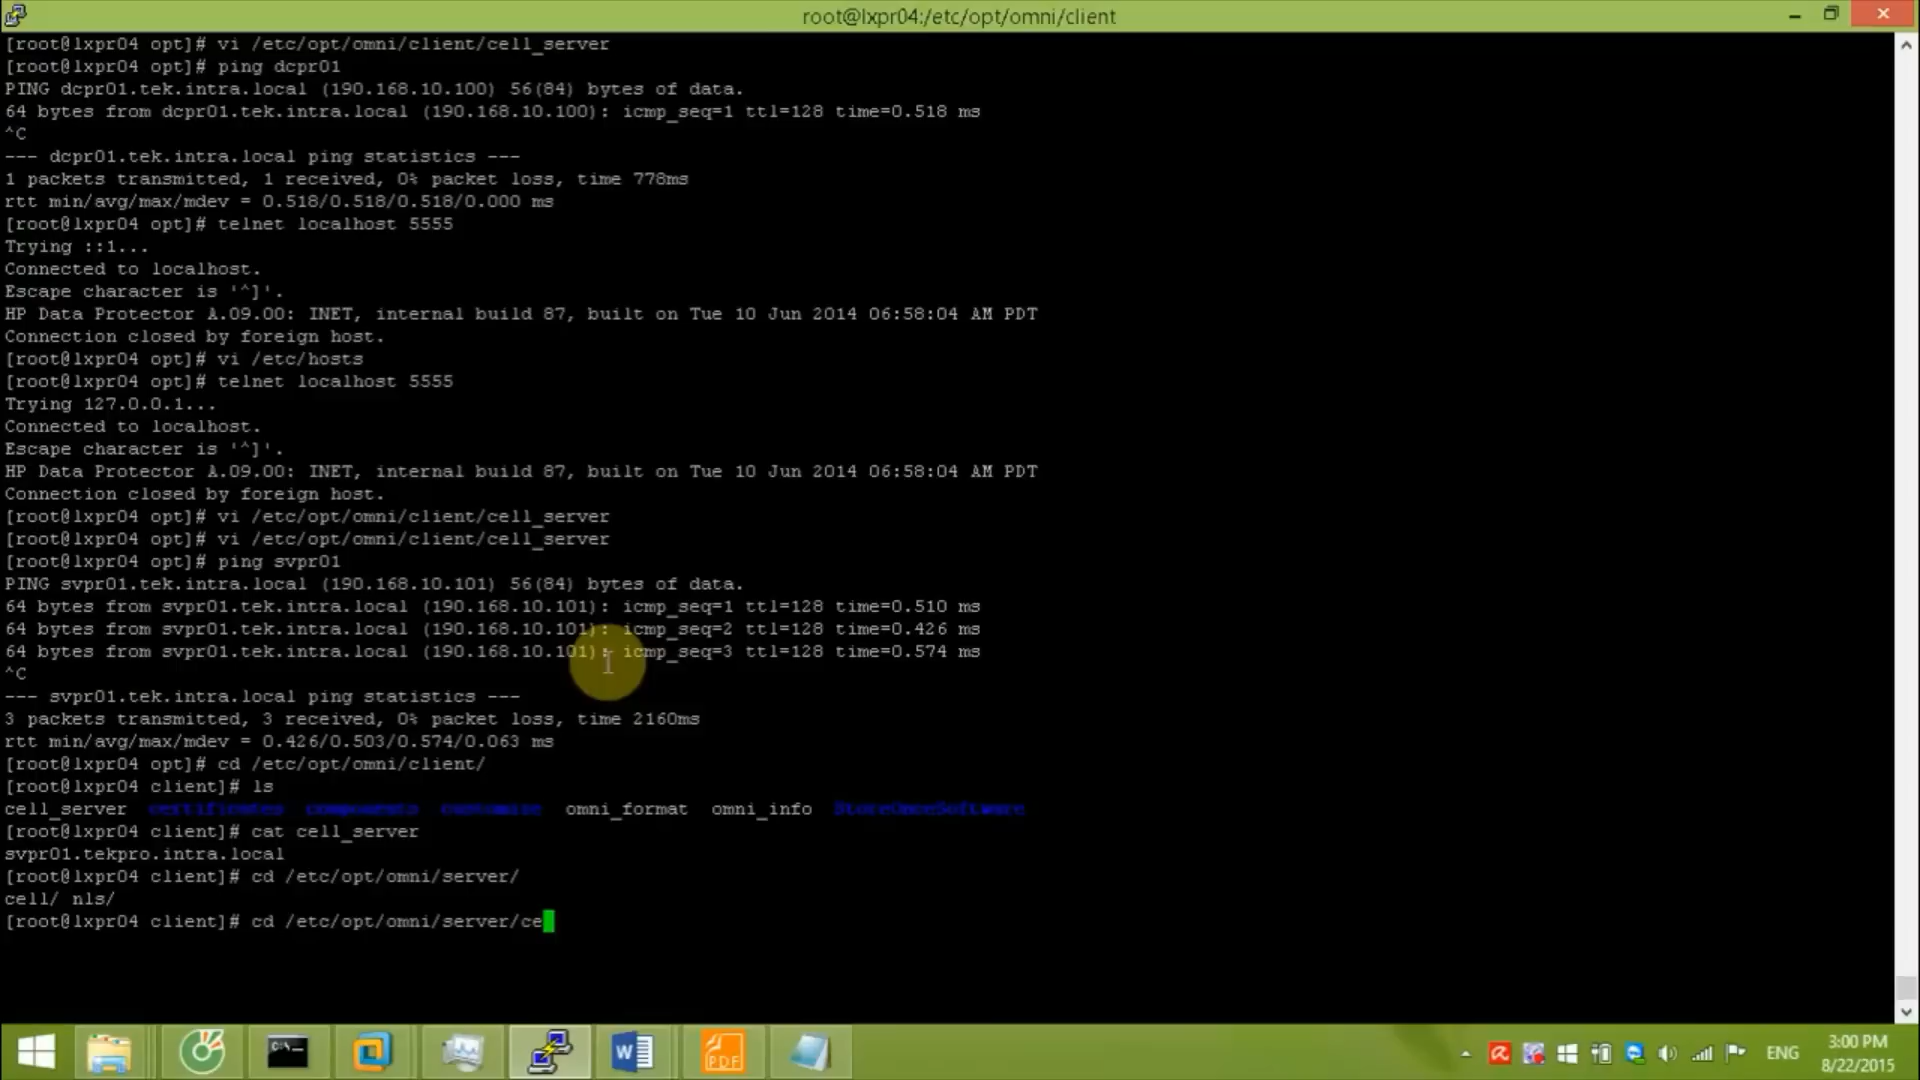 root@lxpr04:/etc/opt/omni/client
[root@lxpr04 opt]# vi /etc/opt/omni/client/cell_server
[root@lxpr04 opt]# ping dcpr01
PING dcpr01.tek.intra.local (190.168.10.100) 56(84) bytes of data.
64 bytes from dcpr01.tek.intra.local (190.168.10.100): icmp_seq=1 ttl=128 time=0.518 ms
^C
--- dcpr01.tek.intra.local ping statistics ---
1 packets transmitted, 1 received, 0% packet loss, time 778ms
rtt min/avg/max/mdev = 0.518/0.518/0.518/0.000 ms
[root@lxpr04 opt]# telnet localhost 5555
Trying ::1...
Connected to localhost.
Escape character is '^]'.
HP Data Protector A.09.00: INET, internal build 87, built on Tue 10 Jun 2014 06:58:04 AM PDT
Connection closed by foreign host.
[root@lxpr04 opt]# vi /etc/hosts
[root@lxpr04 opt]# telnet localhost 5555
Trying 127.0.0.1...
Connected to localhost.
Escape character is '^]'.
HP Data Protector A.09.00: INET, internal build 87, built on Tue 10 Jun 2014 06:58:04 AM PDT
Connection closed by foreign host.
[root@lxpr04 opt]# vi /etc/opt/omni/client/cell_server
[root@lxpr04 opt]# vi /etc/opt/omni/client/cell_server
[root@lxpr04 opt]# ping svpr01
PING svpr01.tek.intra.local (190.168.10.101) 56(84) bytes of data.
64 bytes from svpr01.tek.intra.local (190.168.10.101): icmp_seq=1 ttl=128 time=0.510 ms
64 bytes from svpr01.tek.intra.local (190.168.10.101): icmp_seq=2 ttl=128 time=0.426 ms
64 bytes from svpr01.tek.intra.local (190.168.10.101): icmp_seq=3 ttl=128 time=0.574 ms
^C
--- svpr01.tek.intra.local ping statistics ---
3 packets transmitted, 3 received, 0% packet loss, time 2160ms
rtt min/avg/max/mdev = 0.426/0.503/0.574/0.063 ms
[root@lxpr04 opt]# cd /etc/opt/omni/client/
[root@lxpr04 client]# ls
cell_server certificates components customize omni_format omni_info StoreOnceSoftware
[root@lxpr04 client]# cat cell_server
svpr01.tekpro.intra.local
[root@lxpr04 client]# cd /etc/opt/omni/server/
cell/ nls/
[root@lxpr04 client]# cd /etc/opt/omni/server/ce
C:\
W
PDF
ENG
3:00 PM
8/22/2015